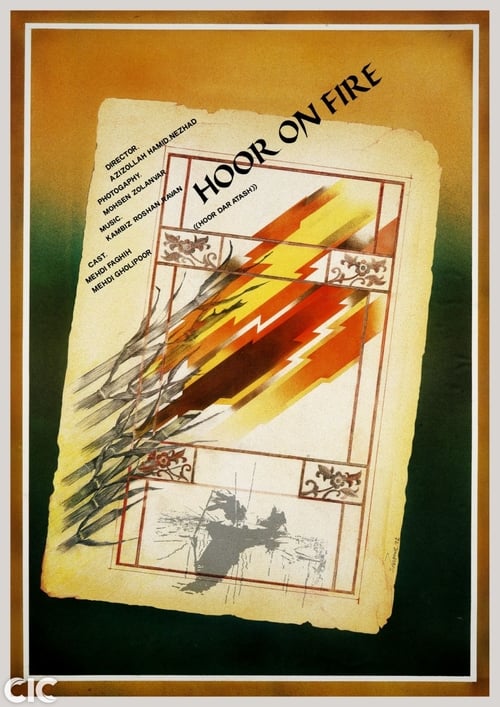 HOOR ON FIRE
((HOOR DAR ATASH))
DIRECTOR.
AZIZOLLAH HAMID.NEZHAD
PHOTOGAPHY.
MOHSEN ZOLANVAR
MUSIC.
KAMBIZ ROSHAN.RAVAN
CAST.
MEHDI FAGHIH
MEHDI GHOLIPOOR
CIC